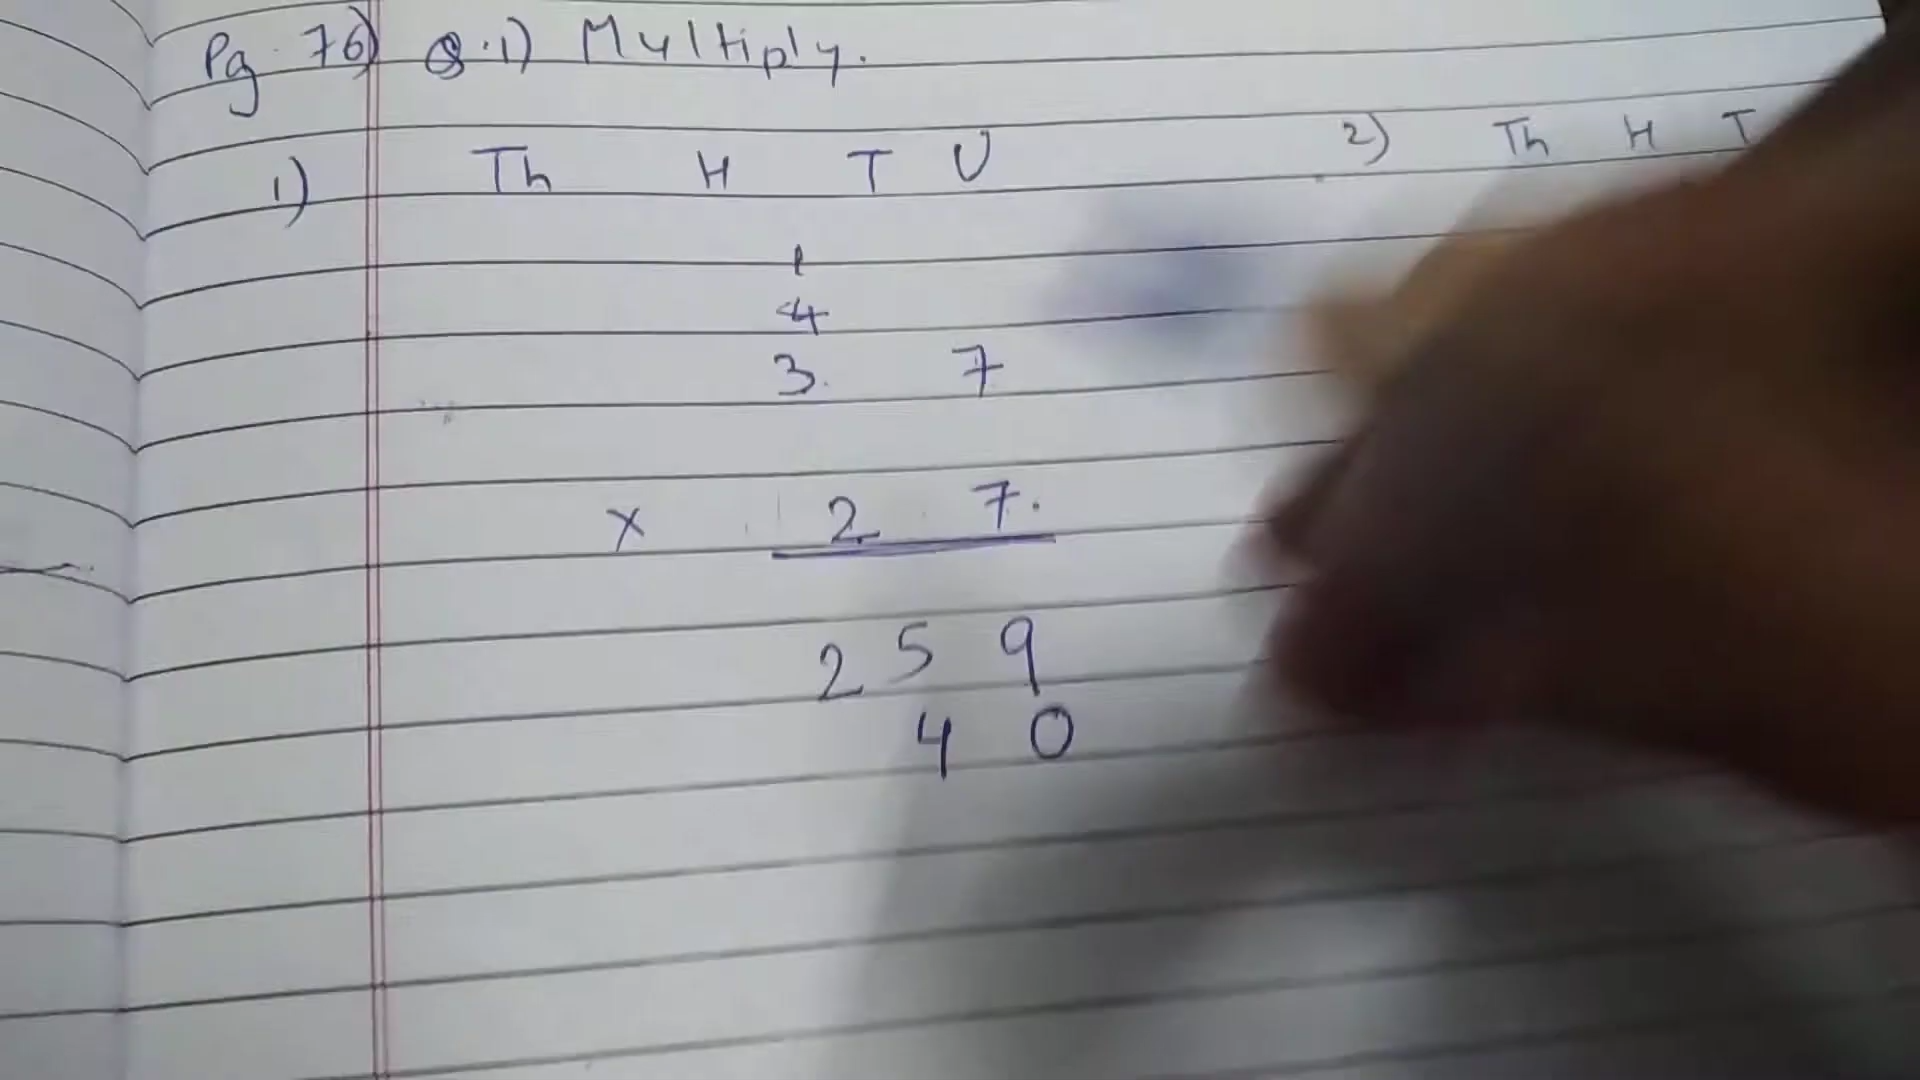 Pg. 76) Q.1) Multiply.
1) Th H T U 2) Th H T
1
4
3. 7
x 2 7.
2 5 9
4 0